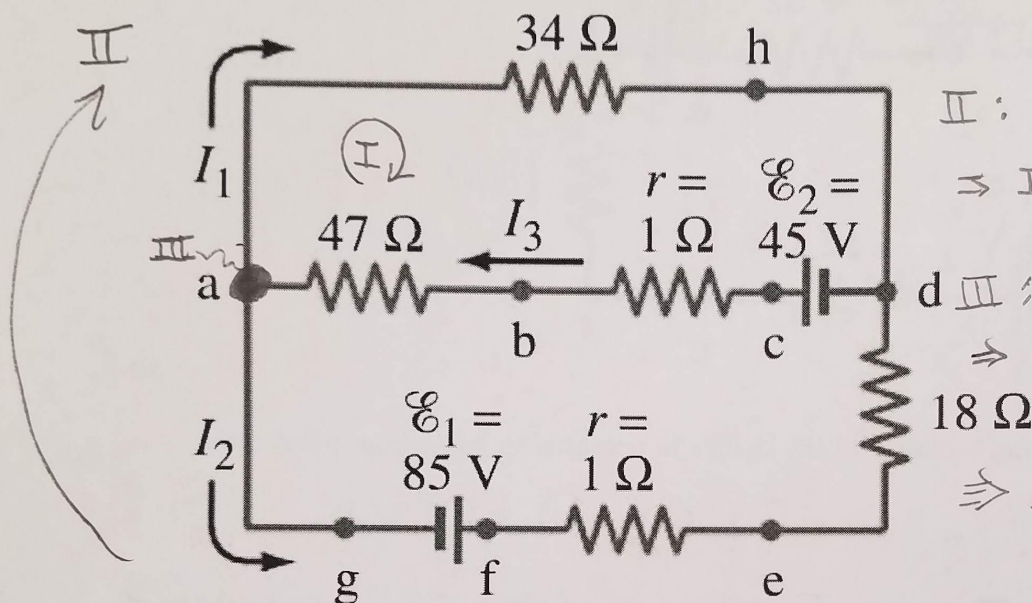 II
34 Ω
h
II :
I₁
I
⇒ I
r =
1 Ω
ℰ₂ =
45 V
47 Ω
I₃
III
a
b
c
d
III :
⇒
18 Ω
I₂
ℰ₁ =
85 V
r =
1 Ω
⇒
g
f
e